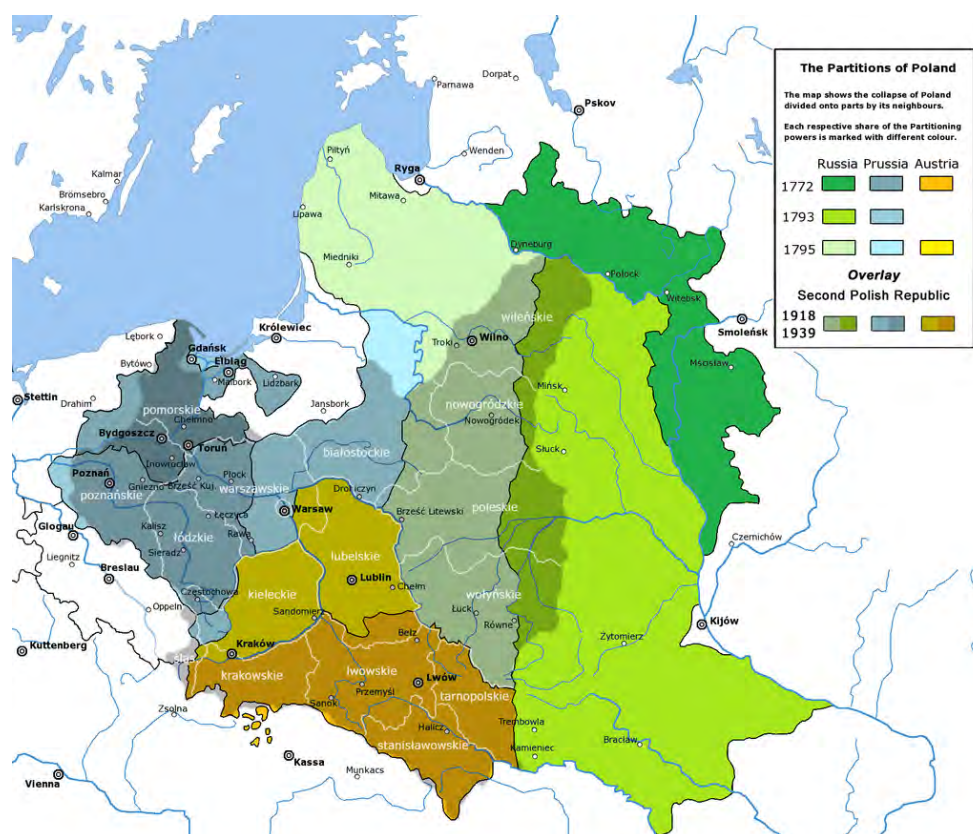 The Partitions of Poland
The map shows the collapse of Poland
divided onto parts by its neighbours.
Each respective share of the Partitioning
powers is marked with different colour.
Russia Prussia Austria
1772
1793
1795
Overlay
Second Polish Republic
1918
1939
Dorpat
Parnawa
Pskov
Piltyń
Wenden
Ryga
Kalmar
Mitawa
Brömsebro
Karlskrona
Lipawa
Dyneburg
Miedniki
Połock
Witebsk
wileńskie
Smoleńsk
Królewiec
Lębork
Troki
Wilno
Gdańsk
Elbląg
Bytów
Malbork
Lidzbark
Mścisław
Mińsk
Stettin
Drahim
Jansbork
nowogródzkie
pomorskie
Nowogródek
Chełmno
Bydgoszcz
Toruń
Słuck
białostockie
Inowrocław
Poznań
Płock
Gniezno
Brześć Kuj.
warszawskie
poznańskie
Drohiczyn
poleskie
Warsaw
Łęczyca
Brześć Litewski
Glogau
Kalisz
łódzkie
Rawa
Czernichów
Liegnitz
Sieradz
lubelskie
Breslau
Lublin
Chełm
Częstochowa
kieleckie
wołyńskie
Oppeln
Sandomierz
Łuck
Równe
Kijów
Bełz
Żytomierz
Kuttenberg
Kraków
krakowskie
lwowskie
Lwów
Przemyśl
tarnopolskie
Sanok
Zsolna
Halicz
Trembowla
stanisławowskie
Bracław
Kassa
Kamieniec
Munkacs
Vienna